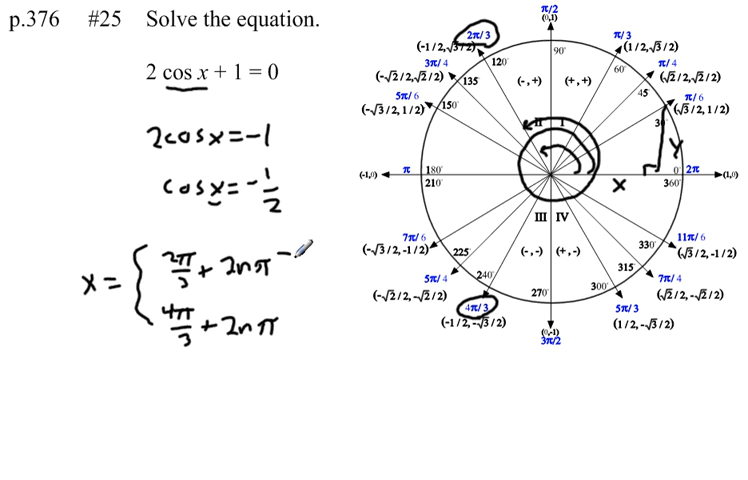 p.376 #25 Solve the equation.
2 cos x + 1 = 0
2cosx = -1
cosx = -1/2
x = { 2π/3 + 2nπ -
4π/3 + 2nπ
π/2
(0,1)
2π/3
(-1/2,√3/2)
π/3
(1/2,√3/2)
90°
120°
60°
3π/4
(-√2/2,√2/2)
135°
π/4
(√2/2,√2/2)
45°
(-,+) (+,+)
5π/6
(-√3/2,1/2)
150°
π/6
(√3/2,1/2)
30°
II I
y
(-1,0) π 180°
0° 2π (1,0)
210°
360°
x
III IV
7π/6
(-√3/2,-1/2)
(-,-) (+,-)
11π/6
(√3/2,-1/2)
330°
225°
315°
5π/4
(-√2/2,-√2/2)
240°
300°
7π/4
(√2/2,-√2/2)
270°
4π/3
(-1/2,-√3/2)
5π/3
(1/2,-√3/2)
(0,-1)
3π/2